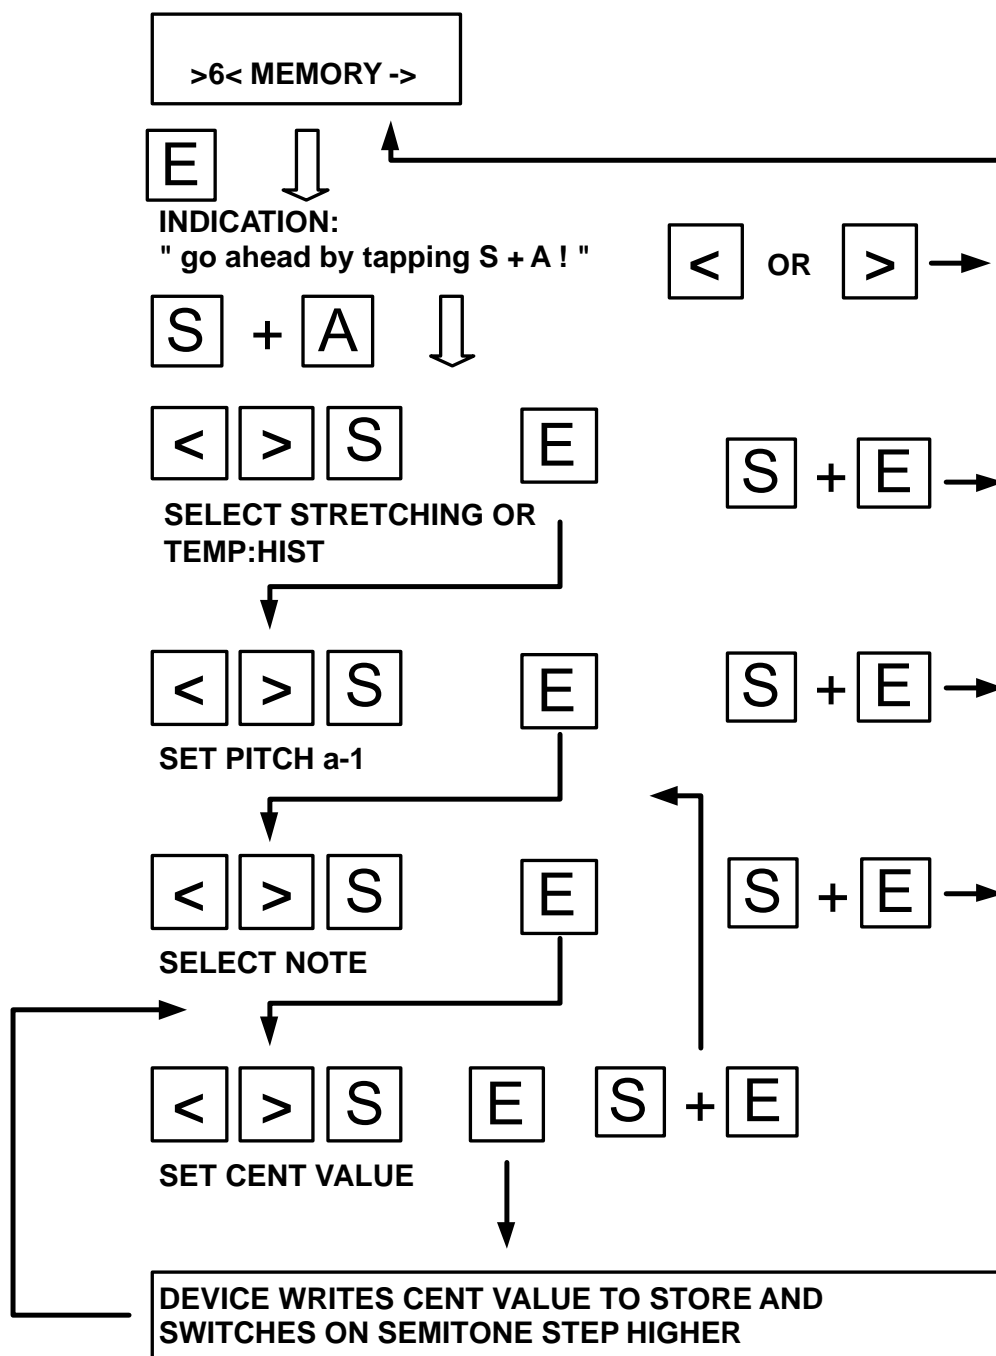 >6< MEMORY ->
E
INDICATION:
" go ahead by tapping S + A ! "
< OR >
S + A
< > S E
S + E
SELECT STRETCHING OR
TEMP:HIST
< > S E
S + E
SET PITCH a-1
< > S E
S + E
SELECT NOTE
< > S E S + E
SET CENT VALUE
DEVICE WRITES CENT VALUE TO STORE AND
SWITCHES ON SEMITONE STEP HIGHER